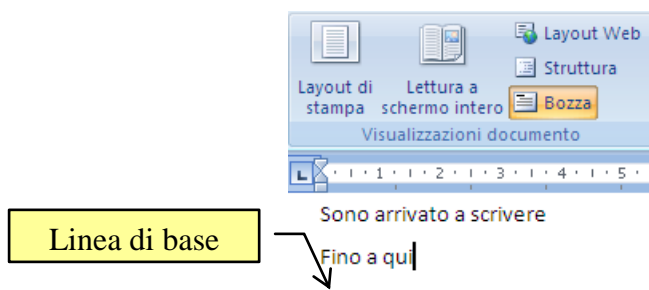 Layout Web
Struttura
Layout di stampa
Lettura a schermo intero
Bozza
Visualizzazioni documento
L · 1 · 2 · 3 · 4 · 5 ·
Sono arrivato a scrivere
Linea di base
Fino a qui